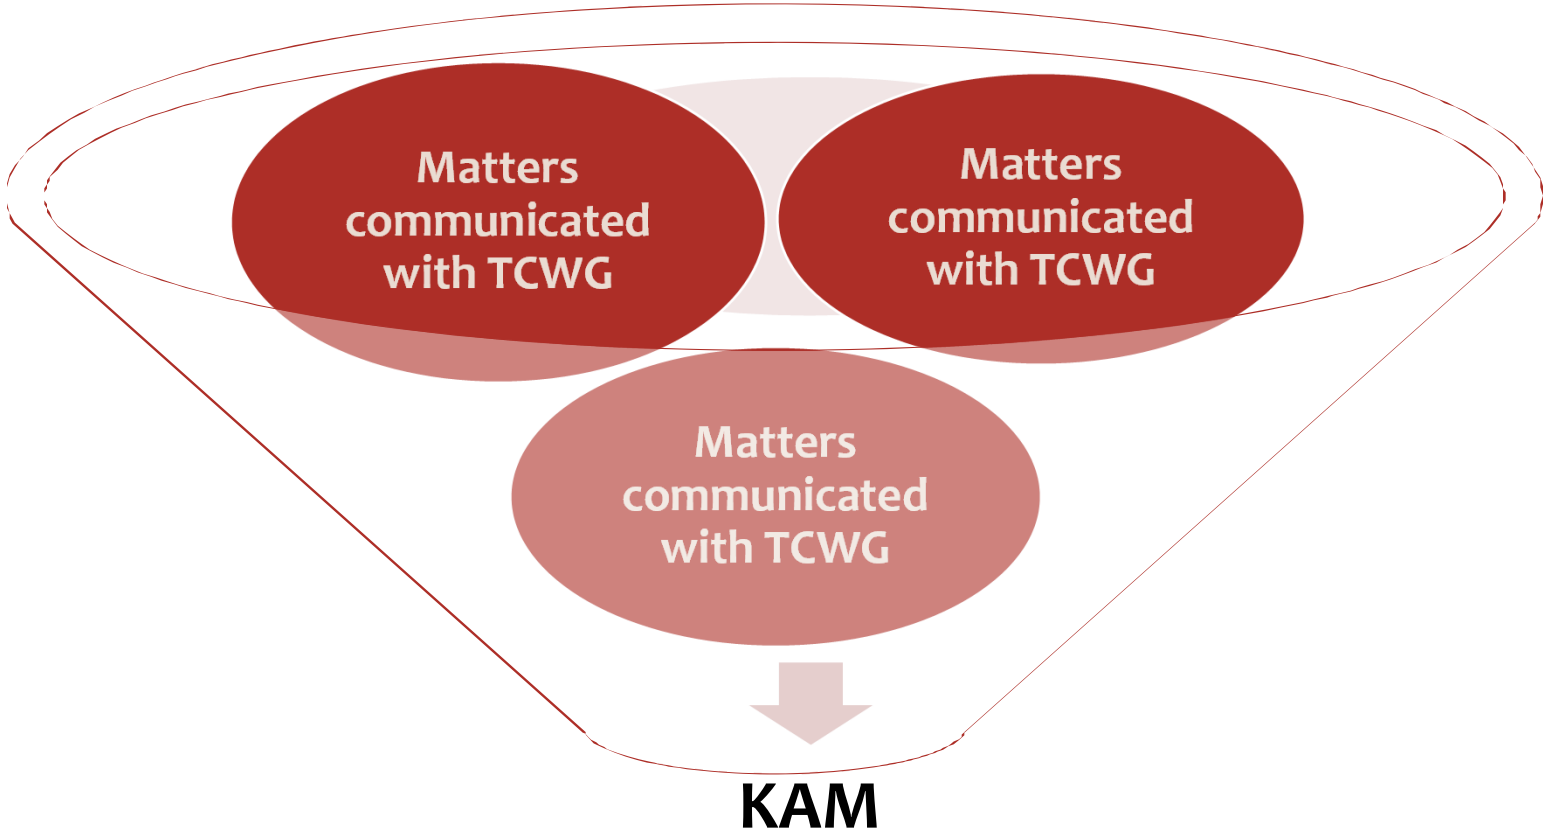 Matters
communicated
with TCWG
Matters
communicated
with TCWG
Matters
communicated
with TCWG
KAM